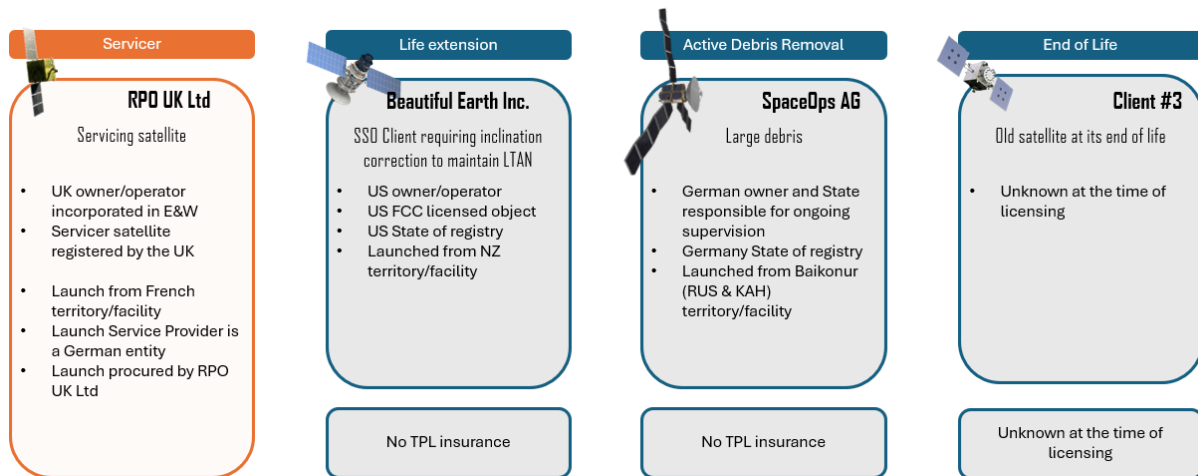 Servicer
RPO UK Ltd
Servicing satellite
• UK owner/operator
incorporated in E&W
• Servicer satellite
registered by the UK
• Launch from French
territory/facility
• Launch Service Provider is
a German entity
• Launch procured by RPO
UK Ltd
Life extension
Beautiful Earth Inc.
SSO Client requiring inclination
correction to maintain LTAN
• US owner/operator
• US FCC licensed object
• US State of registry
• Launched from NZ
territory/facility
No TPL insurance
Active Debris Removal
SpaceOps AG
Large debris
• German owner and State
responsible for ongoing
supervision
• Germany State of registry
• Launched from Baikonur
(RUS & KAH)
territory/facility
No TPL insurance
End of Life
Client #3
Old satellite at its end of life
• Unknown at the time of
licensing
Unknown at the time of
licensing